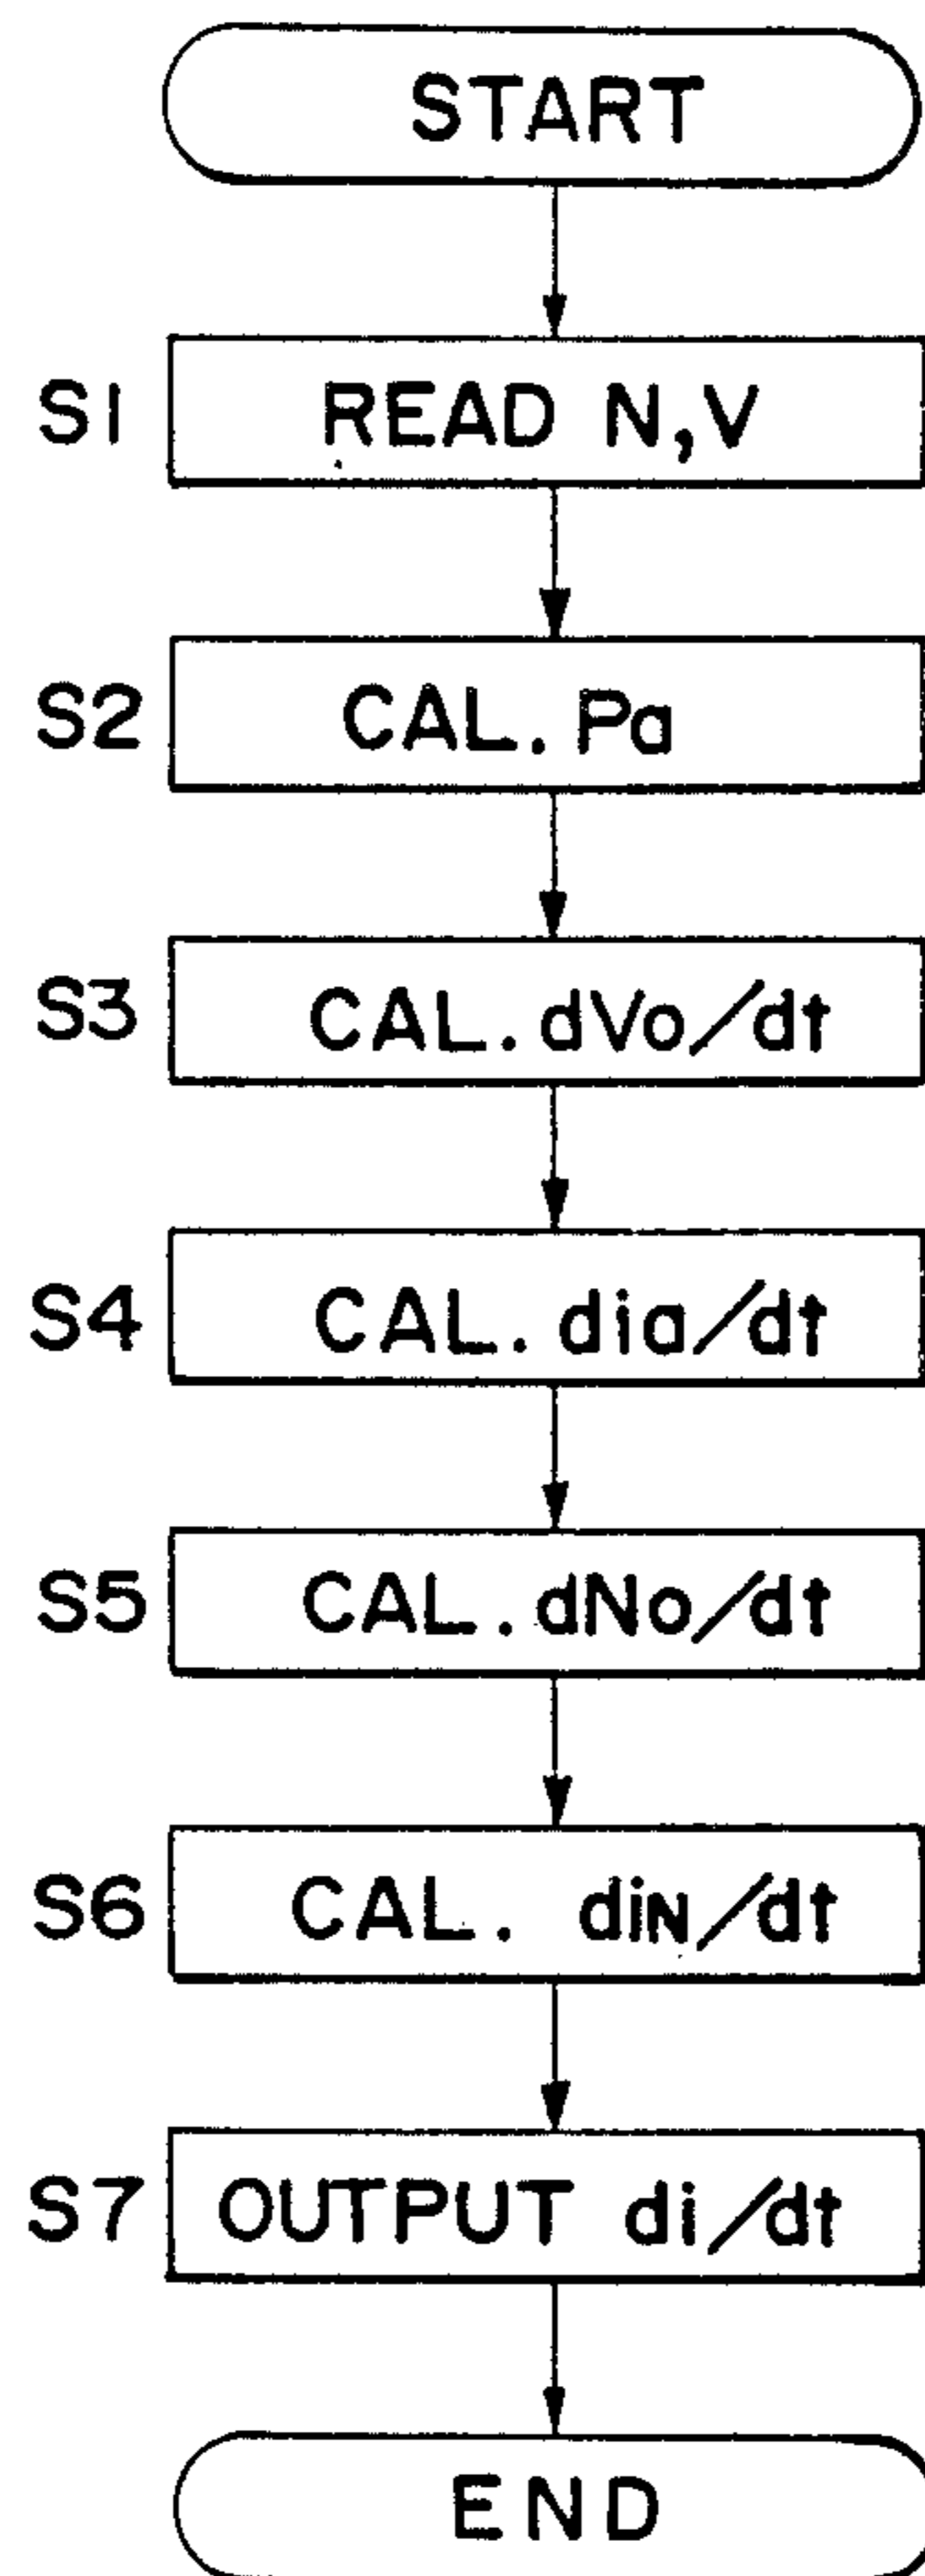 START
S1 READ N,V
S2 CAL. Pa
S3 CAL. dVo/dt
S4 CAL. dia/dt
S5 CAL. dNo/dt
S6 CAL. diN/dt
S7 OUTPUT di/dt
END